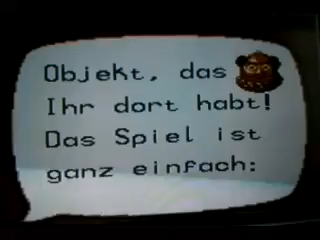 Objekt, das
Ihr dort habt!
Das Spiel ist
ganz einfach: